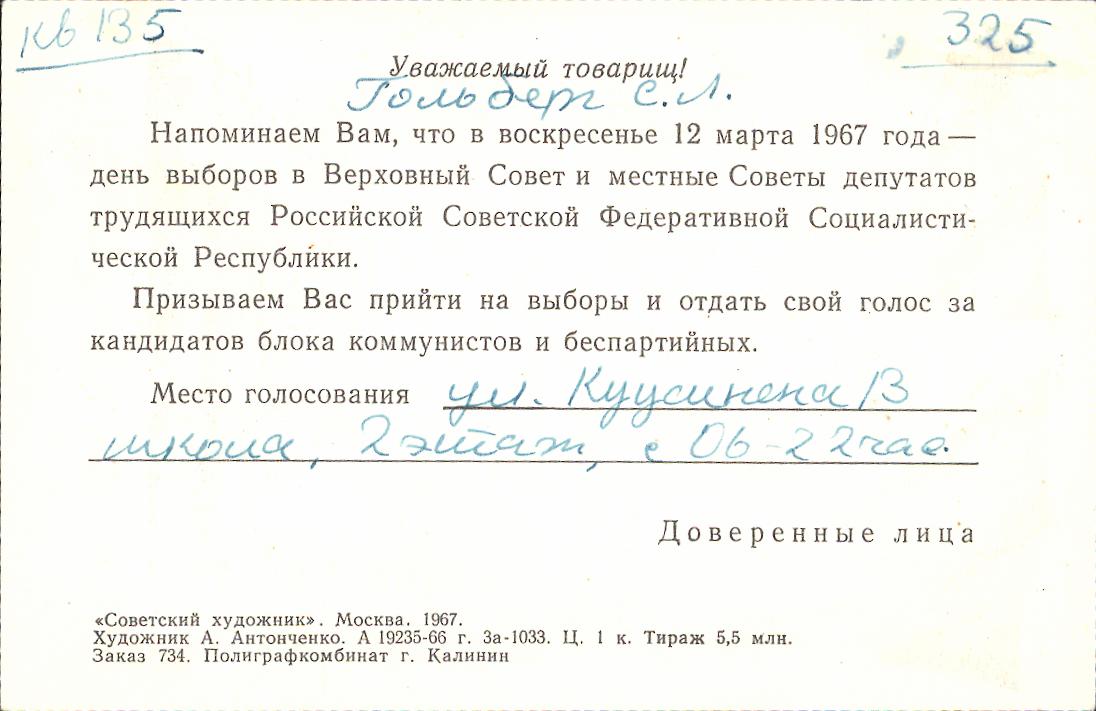 кв 135
325
Уважаемый товарищ!
Гольберг С.Л.
Напоминаем Вам, что в воскресенье 12 марта 1967 года —
день выборов в Верховный Совет и местные Советы депутатов
трудящихся Российской Советской Федеративной Социалисти-
ческой Республики.
Призываем Вас прийти на выборы и отдать свой голос за
кандидатов блока коммунистов и беспартийных.
Место голосования ул. Куусинена 13
школа, 2 этаж, с 06-22 час.
Доверенные лица
«Советский художник». Москва. 1967.
Художник А. Антонченко. А 19235-66 г. За-1033. Ц. 1 к. Тираж 5,5 млн.
Заказ 734. Полиграфкомбинат г. Калинин